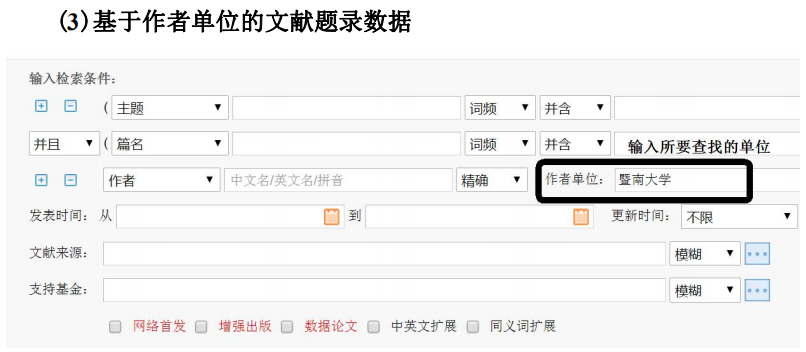 (3)基于作者单位的文献题录数据
输入检索条件:
( 主题 词频 并含
并且 ( 篇名 词频 并含 输入所要查找的单位
作者 中文名/英文名/拼音 精确 作者单位: 暨南大学
发表时间: 从 到 更新时间: 不限
文献来源: 模糊
支持基金: 模糊
网络首发 增强出版 数据论文 中英文扩展 同义词扩展